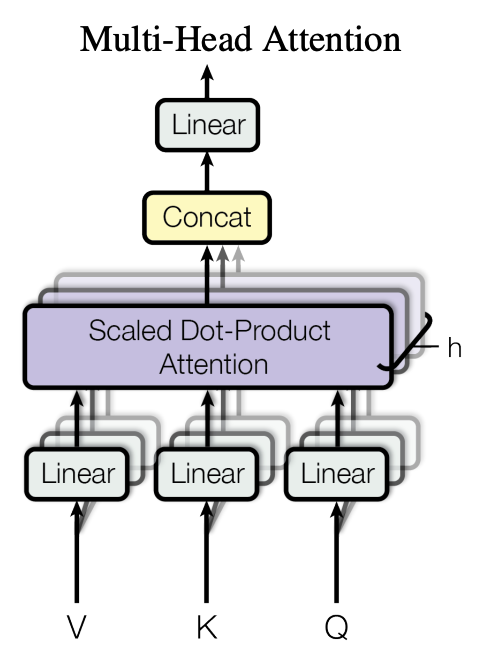 Multi-Head Attention
Linear
Concat
Scaled Dot-Product
Attention
h
Linear
Linear
Linear
V
K
Q